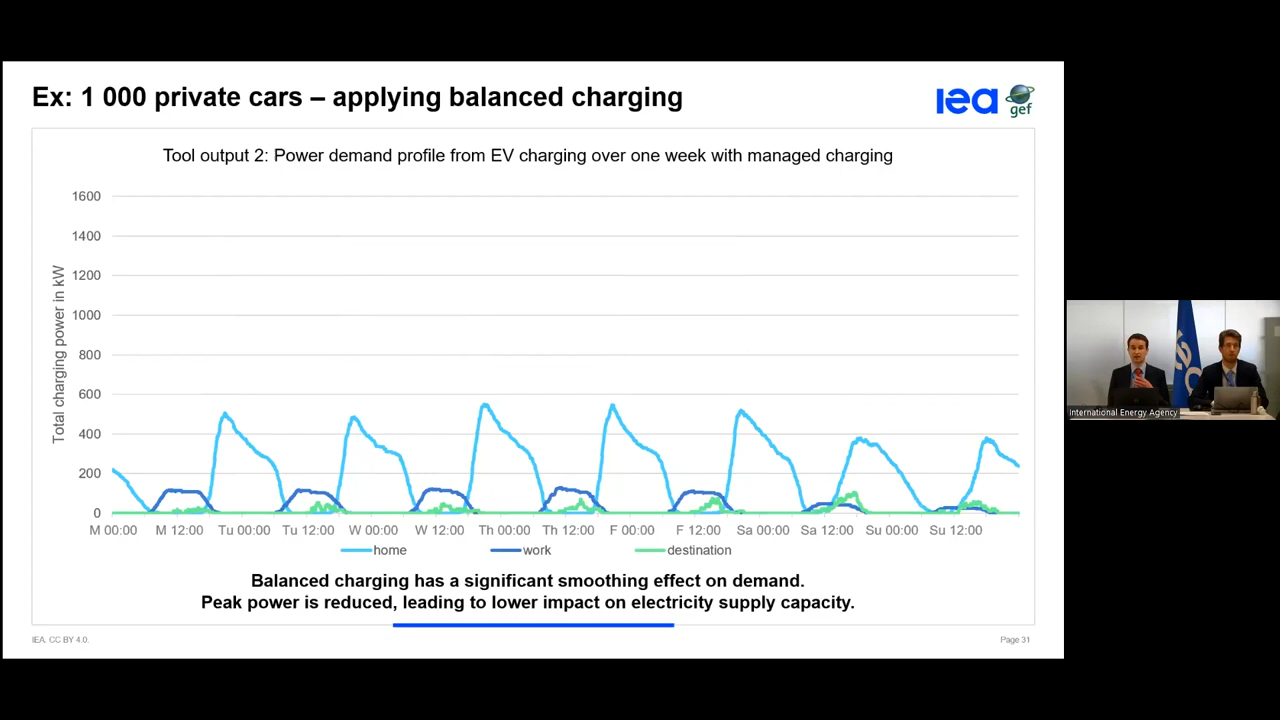 Ex: 1 000 private cars – applying balanced charging
iea
gef
Tool output 2: Power demand profile from EV charging over one week with managed charging
Total charging power in kW
1600
1400
1200
1000
800
600
400
200
0
M 00:00 M 12:00 Tu 00:00 Tu 12:00 W 00:00 W 12:00 Th 00:00 Th 12:00 F 00:00 F 12:00 Sa 00:00 Sa 12:00 Su 00:00 Su 12:00
home work destination
Balanced charging has a significant smoothing effect on demand.
Peak power is reduced, leading to lower impact on electricity supply capacity.
IEA. CC BY 4.0.
Page 31
International Energy Agency